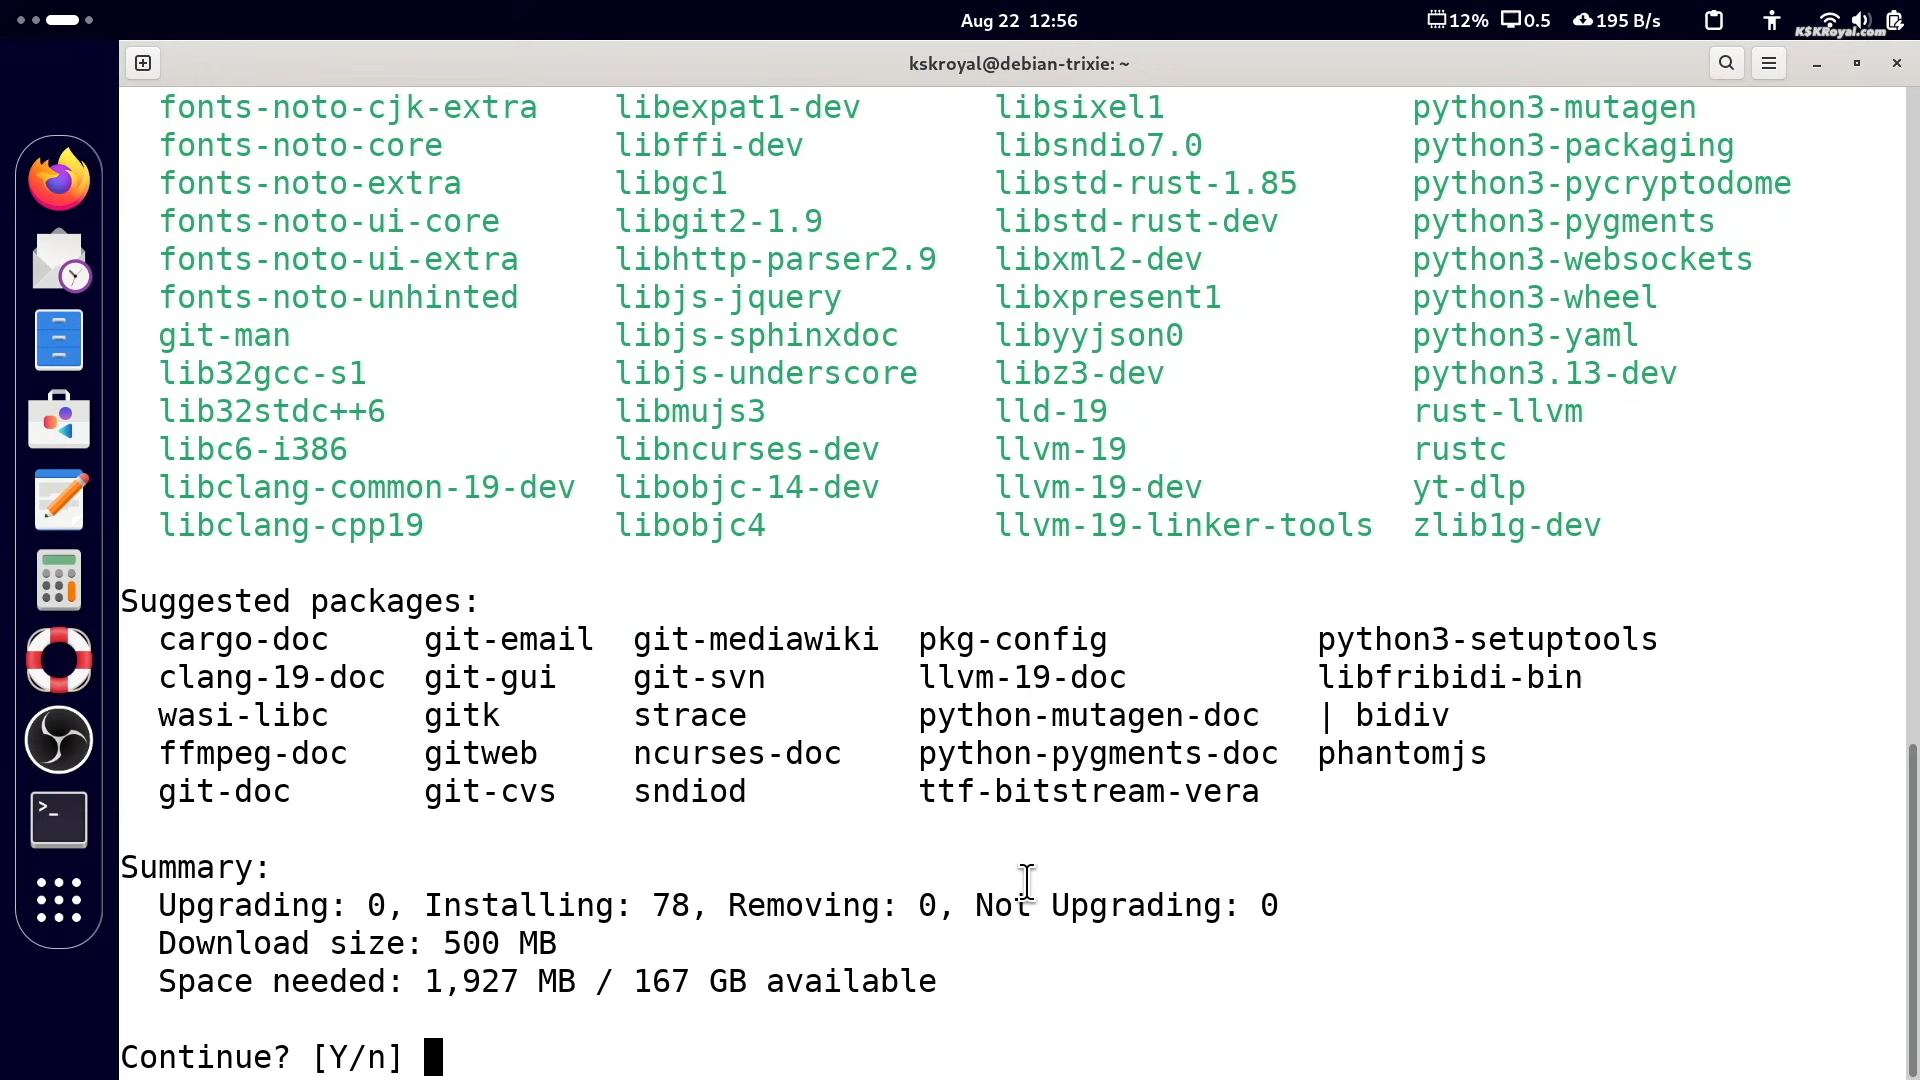 Aug 22 12:56
12% 0.5 195 B/s
K$KRoyal.com
kskroyal@debian-trixie: ~
fonts-noto-cjk-extra libexpat1-dev libsixel1 python3-mutagen
fonts-noto-core libffi-dev libsndio7.0 python3-packaging
fonts-noto-extra libgc1 libstd-rust-1.85 python3-pycryptodome
fonts-noto-ui-core libgit2-1.9 libstd-rust-dev python3-pygments
fonts-noto-ui-extra libhttp-parser2.9 libxml2-dev python3-websockets
fonts-noto-unhinted libjs-jquery libxpresent1 python3-wheel
git-man libjs-sphinxdoc libyyjson0 python3-yaml
lib32gcc-s1 libjs-underscore libz3-dev python3.13-dev
lib32stdc++6 libmujs3 lld-19 rust-llvm
libc6-i386 libncurses-dev llvm-19 rustc
libclang-common-19-dev libobjc-14-dev llvm-19-dev yt-dlp
libclang-cpp19 libobjc4 llvm-19-linker-tools zlib1g-dev
Suggested packages:
cargo-doc git-email git-mediawiki pkg-config python3-setuptools
clang-19-doc git-gui git-svn llvm-19-doc libfribidi-bin
wasi-libc gitk strace python-mutagen-doc | bidiv
ffmpeg-doc gitweb ncurses-doc python-pygments-doc phantomjs
git-doc git-cvs sndiod ttf-bitstream-vera
Summary:
Upgrading: 0, Installing: 78, Removing: 0, Not Upgrading: 0
Download size: 500 MB
Space needed: 1,927 MB / 167 GB available
Continue? [Y/n]